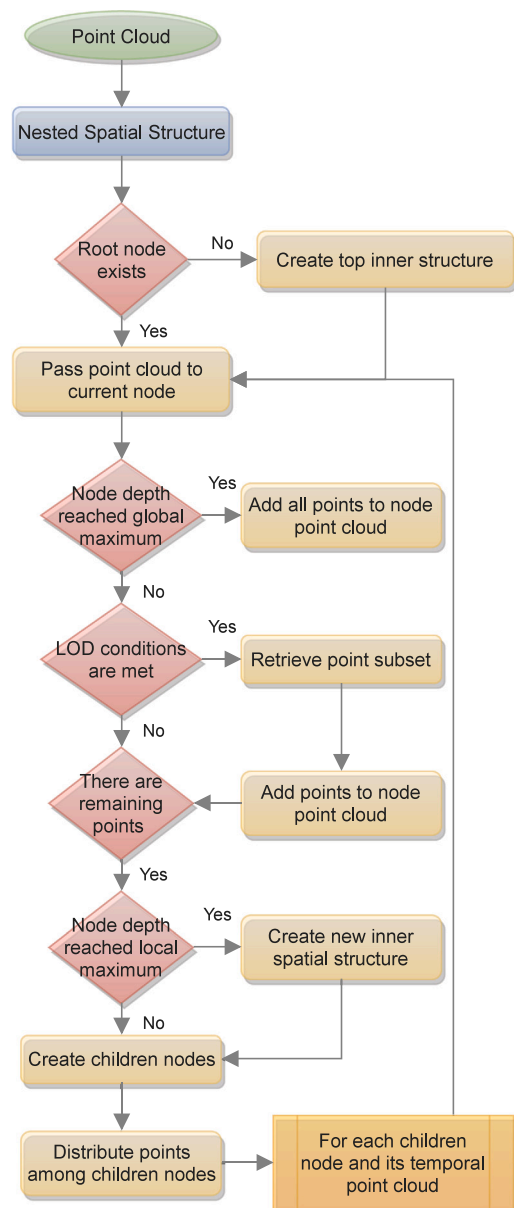 Point Cloud
Nested Spatial Structure
Root node
exists
No
Create top inner structure
Yes
Pass point cloud to
current node
Node depth
reached global
maximum
Yes
Add all points to node
point cloud
No
LOD conditions
are met
Yes
Retrieve point subset
No
There are
remaining
points
Add points to node
point cloud
Yes
Node depth
reached local
maximum
Yes
Create new inner
spatial structure
No
Create children nodes
Distribute points
among children nodes
For each children
node and its temporal
point cloud